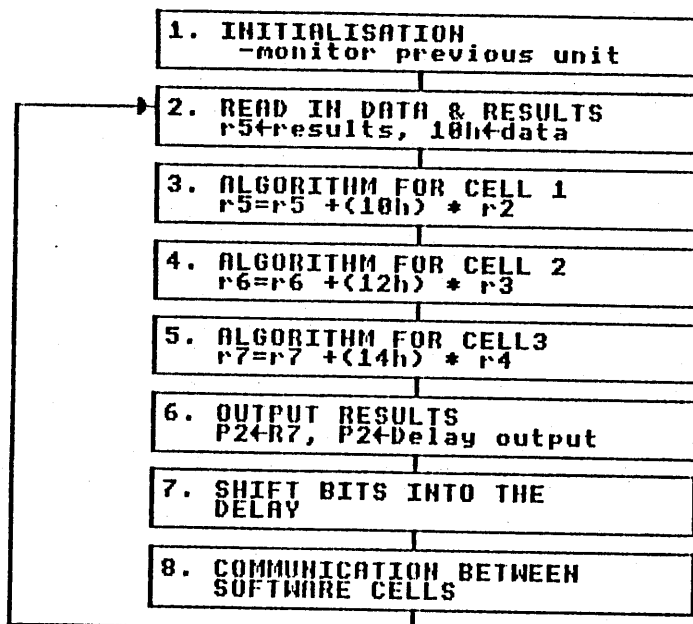 1. INITIALISATION
-monitor previous unit
2. READ IN DATA & RESULTS
r5←results, 10h←data
3. ALGORITHM FOR CELL 1
r5=r5 +(10h) * r2
4. ALGORITHM FOR CELL 2
r6=r6 +(12h) * r3
5. ALGORITHM FOR CELL3
r7=r7 +(14h) * r4
6. OUTPUT RESULTS
P2←R7, P2←Delay output
7. SHIFT BITS INTO THE
DELAY
8. COMMUNICATION BETWEEN
SOFTWARE CELLS